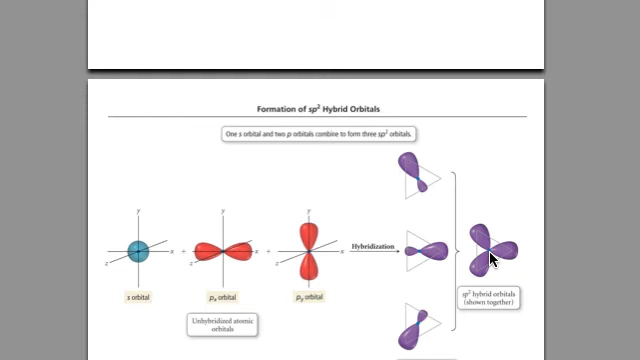 Formation of sp² Hybrid Orbitals
One s orbital and two p orbitals combine to form three sp² orbitals.
y y y
z x + z x + z x
Hybridization
s orbital
pₓ orbital
pᵧ orbital
Unhybridized atomic
orbitals
sp² hybrid orbitals
(shown together)